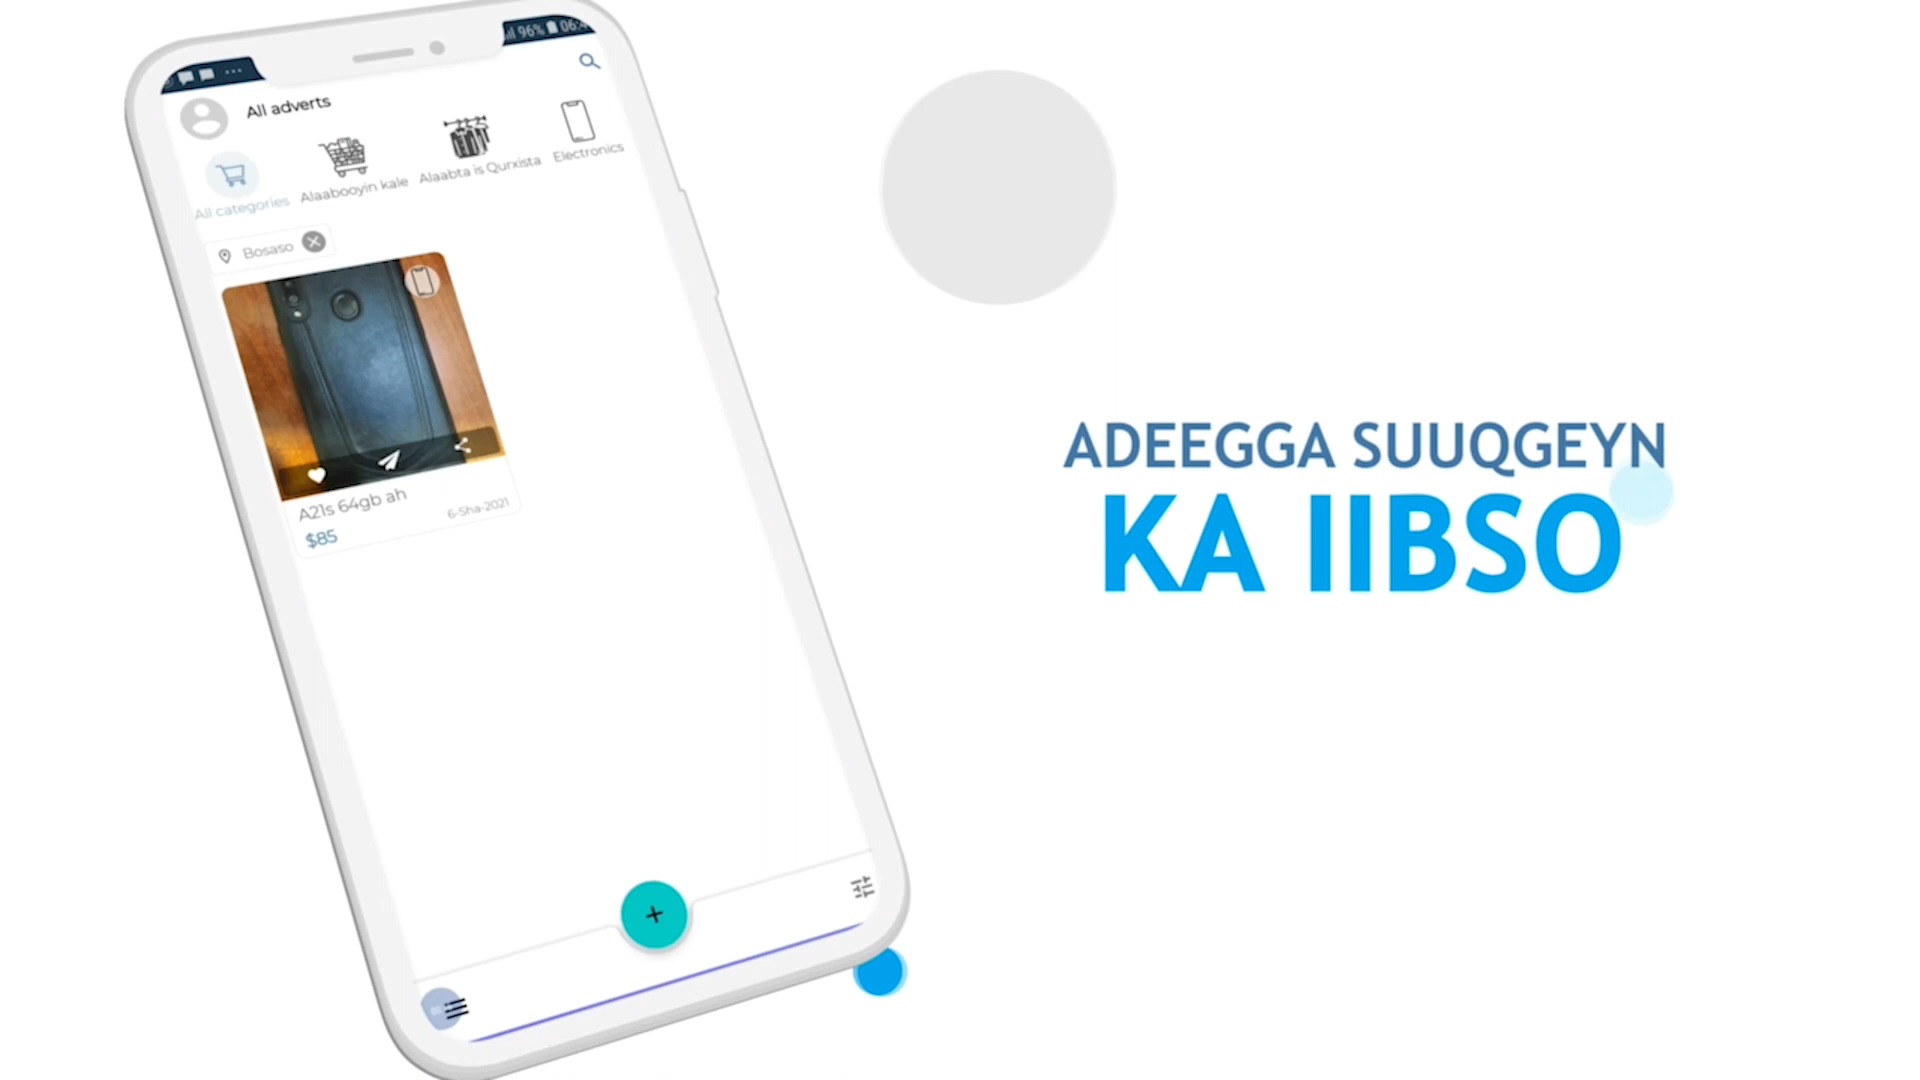 96%
All adverts
All categories
Alaabooyin kale
Alaabta is Qurxista
Electronics
Bosaso
A21s 64gb ah
6-Sha-2021
$85
ADEEGGA SUUQGEYN
KA IIBSO